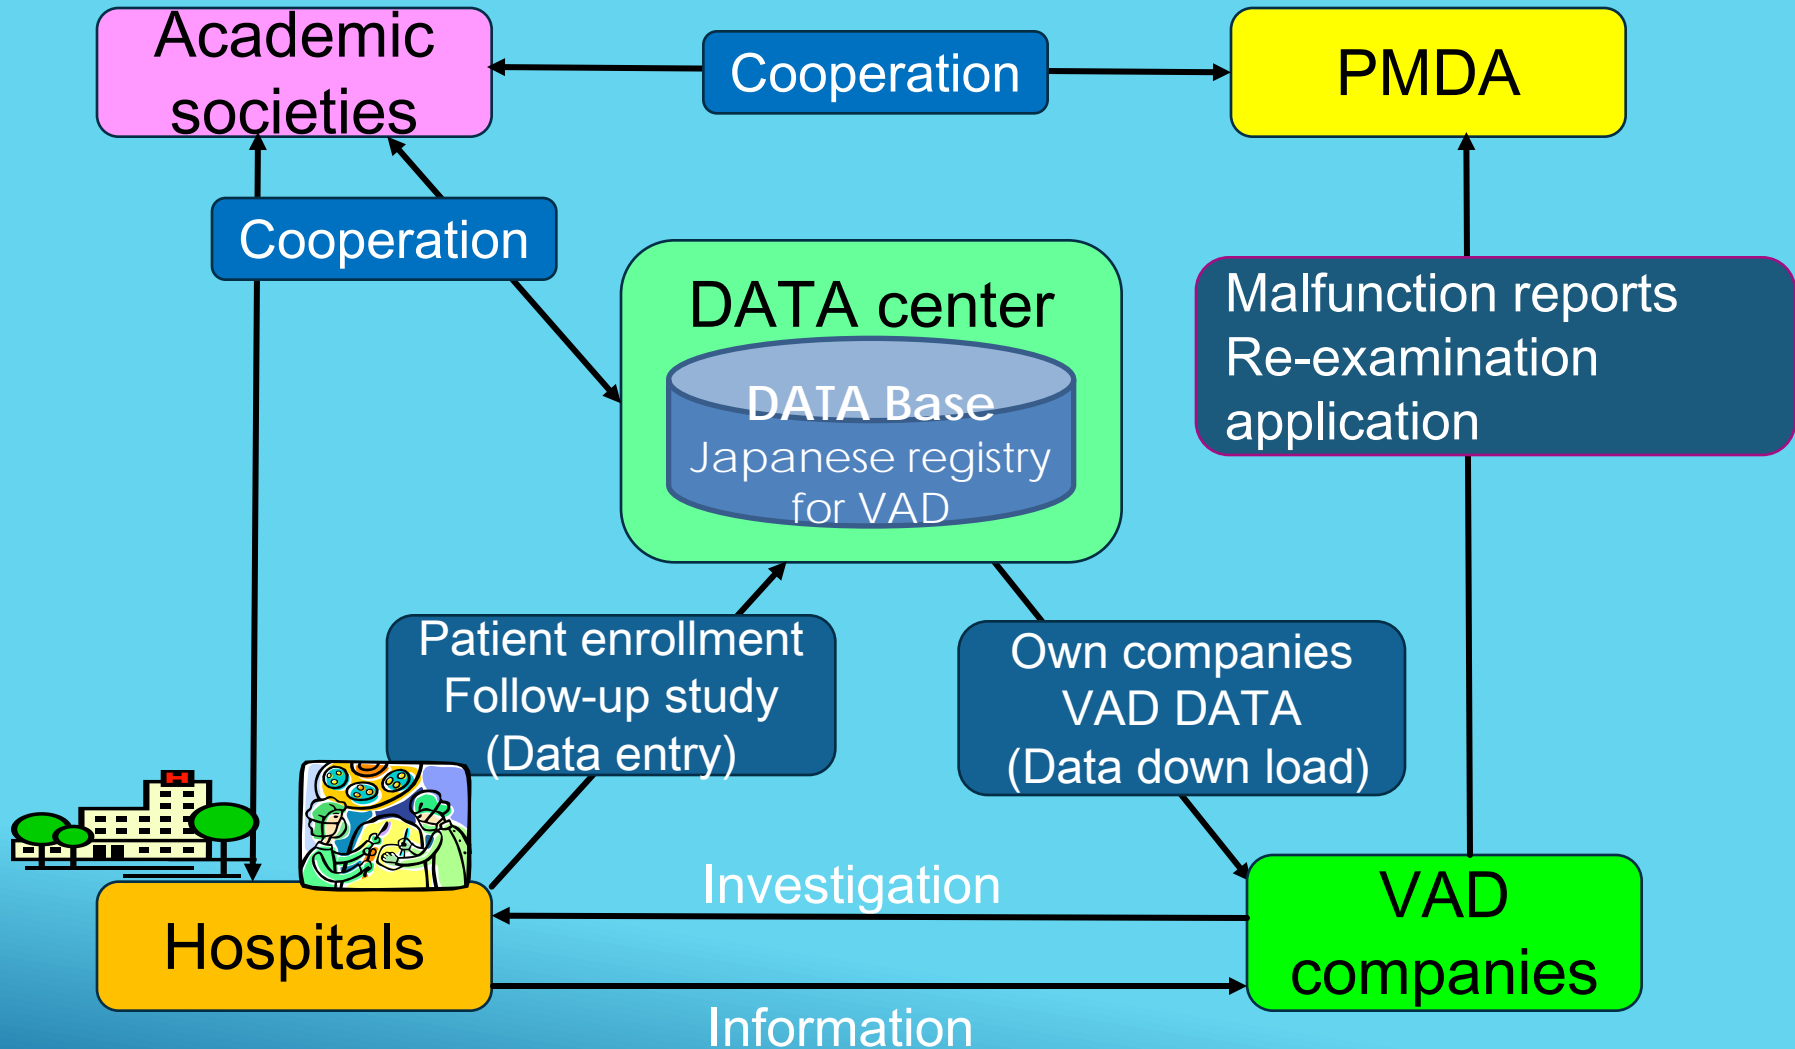 Academic
societies
Cooperation
PMDA
Cooperation
DATA center
DATA Base
Japanese registry
for VAD
Malfunction reports
Re-examination
application
Patient enrollment
Follow-up study
(Data entry)
Own companies
VAD DATA
(Data down load)
H
Investigation
Hospitals
VAD
companies
Information